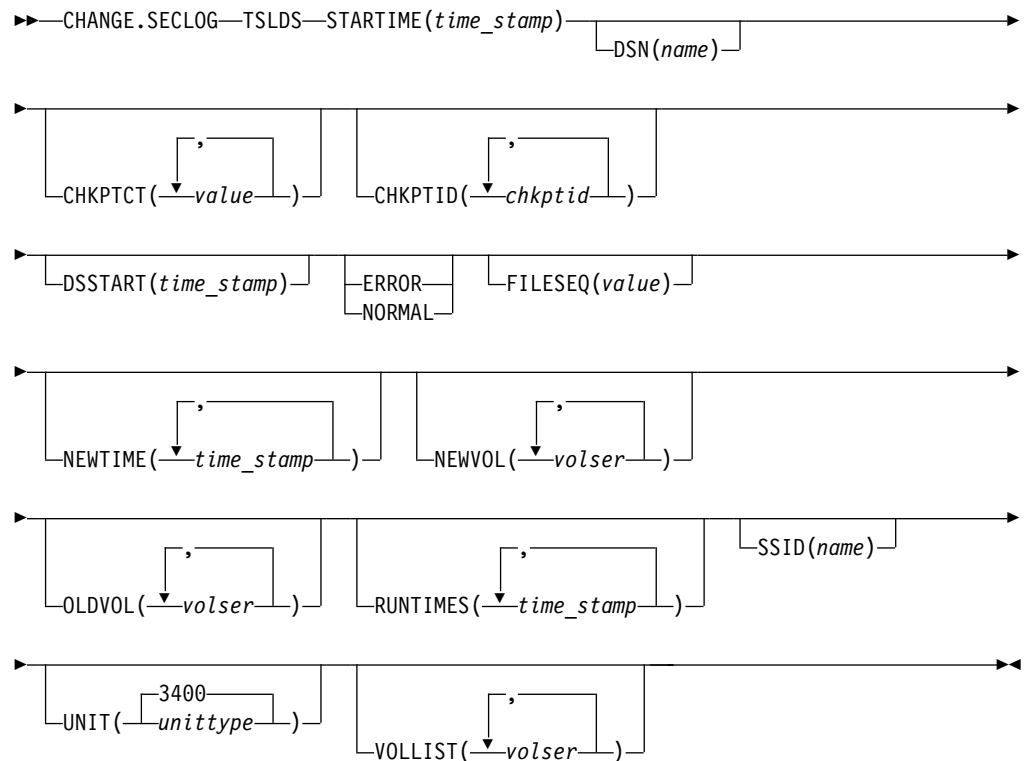 CHANGE.SECLOG TSLDS STARTIME(time_stamp)
DSN(name)
, ,
CHKPTCT( value ) CHKPTID( chkptid )
DSSTART(time_stamp) ERROR FILESEQ(value)
NORMAL
, ,
NEWTIME( time_stamp ) NEWVOL( volser )
, , SSID(name)
OLDVOL( volser ) RUNTIMES( time_stamp )
3400 ,
UNIT( unittype )
VOLLIST( volser )